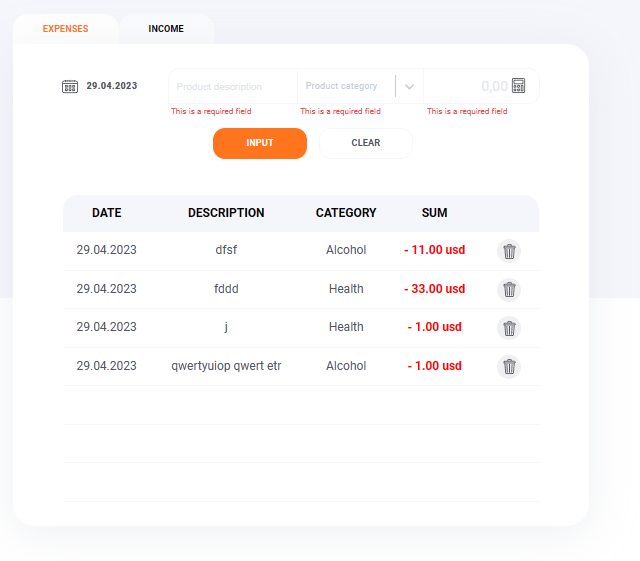 EXPENSES INCOME
29.04.2023 Product description Product category 0,00
This is a required field This is a required field This is a required field
INPUT CLEAR
DATE DESCRIPTION CATEGORY SUM
29.04.2023 dfsf Alcohol - 11.00 usd
29.04.2023 fddd Health - 33.00 usd
29.04.2023 j Health - 1.00 usd
29.04.2023 qwertyuiop qwert etr Alcohol - 1.00 usd